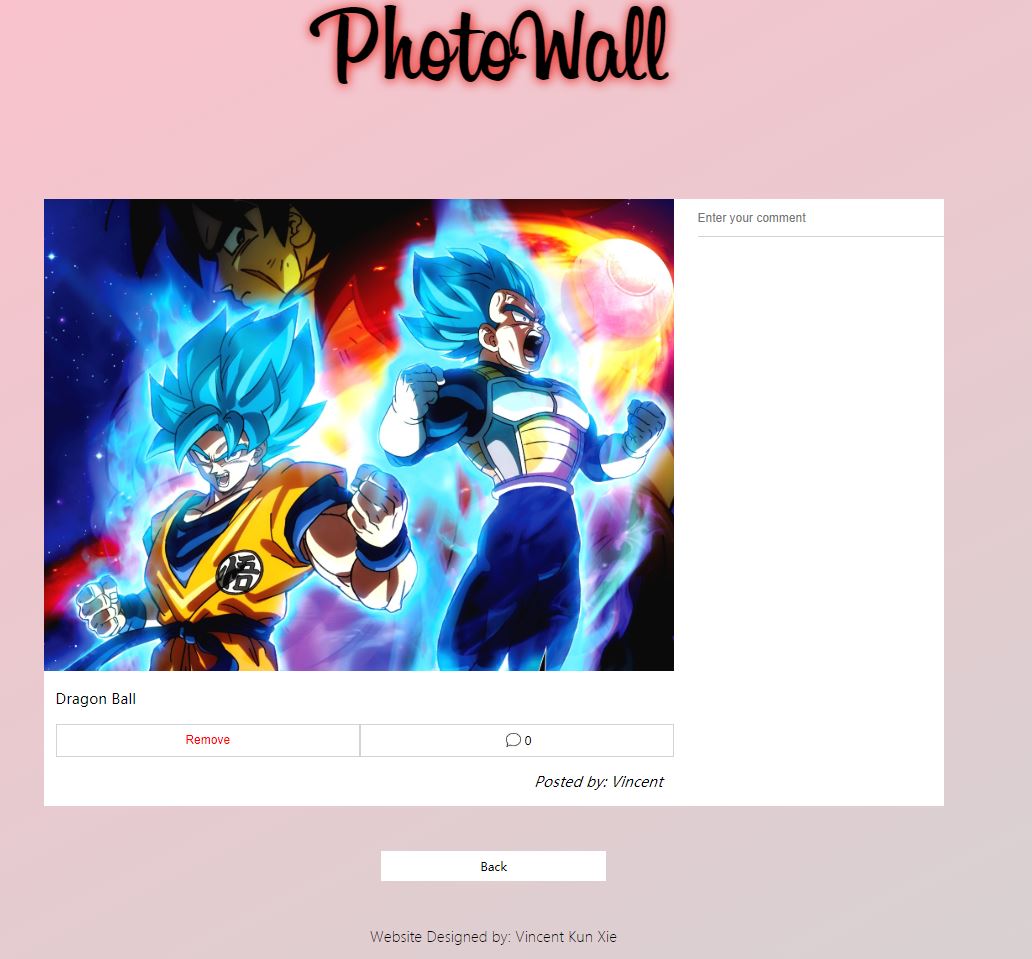 PhotoWall
Enter your comment
悟
Dragon Ball
Remove
0
Posted by: Vincent
Back
Website Designed by: Vincent Kun Xie